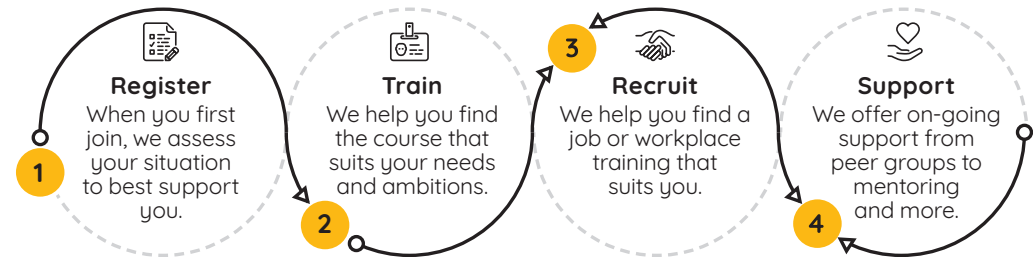 1
Register
When you first
join, we assess
your situation
to best support
you.
2
Train
We help you find
the course that
suits your needs
and ambitions.
3
Recruit
We help you find a
job or workplace
training that
suits you.
4
Support
We offer on-going
support from
peer groups to
mentoring
and more.